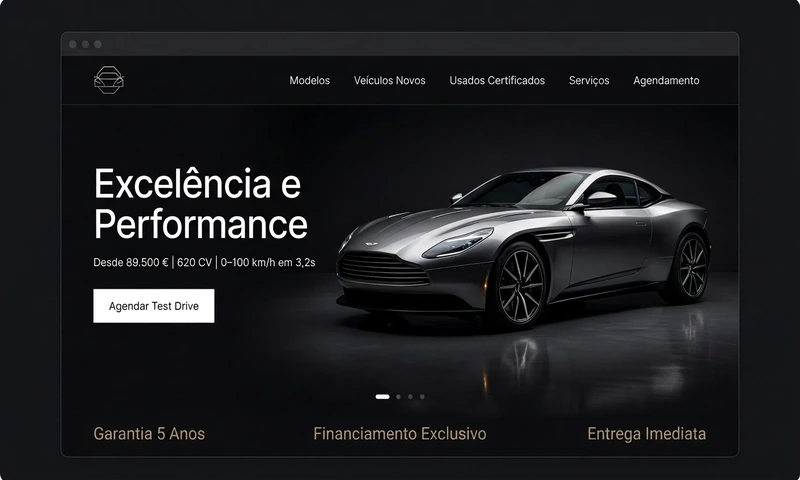 Modelos
Veículos Novos
Usados Certificados
Serviços
Agendamento
Excelência e
Performance
Desde 89.500 € | 620 CV | 0–100 km/h em 3,2s
Agendar Test Drive
Garantia 5 Anos
Financiamento Exclusivo
Entrega Imediata